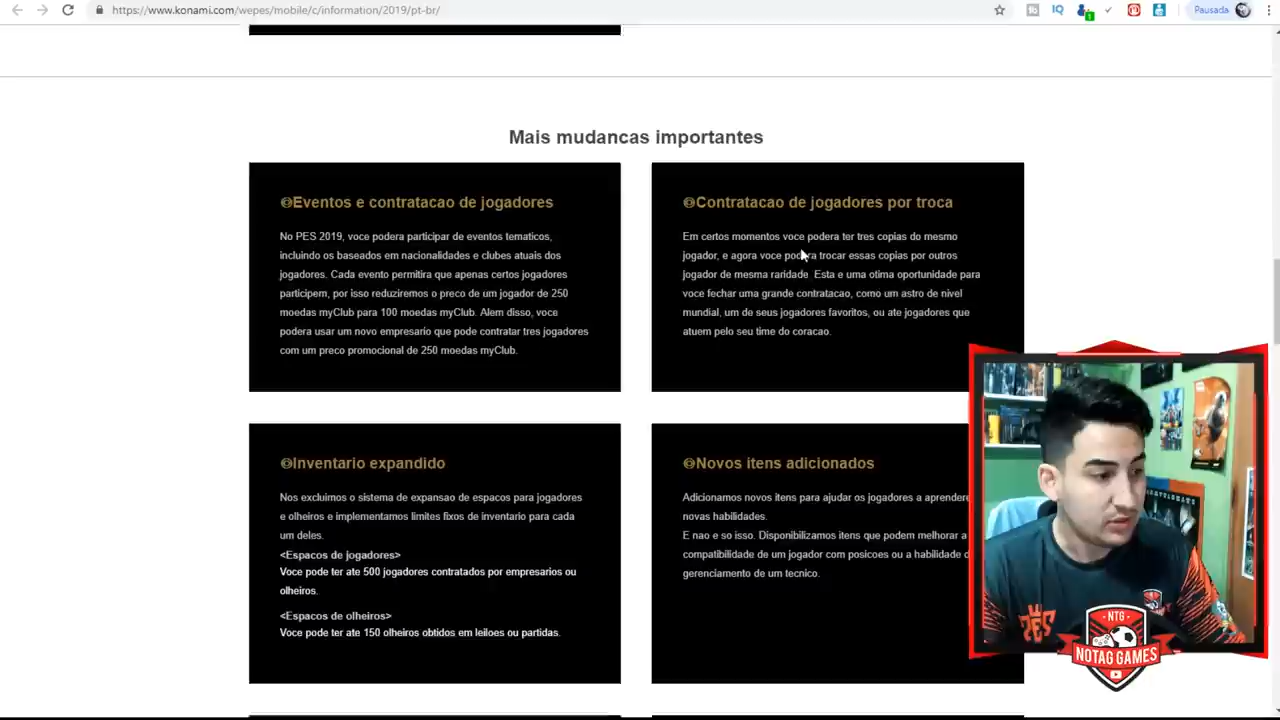 https://www.konami.com/wepes/mobile/c/information/2019/pt-br/
IQ
1
Pausada
Mais mudancas importantes
Eventos e contratacao de jogadores
No PES 2019, voce podera participar de eventos tematicos,
incluindo os baseados em nacionalidades e clubes atuais dos
jogadores. Cada evento permitira que apenas certos jogadores
participem, por isso reduziremos o preco de um jogador de 250
moedas myClub para 100 moedas myClub. Alem disso, voce
podera usar um novo empresario que pode contratar tres jogadores
com um preco promocional de 250 moedas myClub.
Contratacao de jogadores por troca
Em certos momentos voce podera ter tres copias do mesmo
jogador, e agora voce podera trocar essas copias por outros
jogador de mesma raridade Esta e uma otima oportunidade para
voce fechar uma grande contratacao, como um astro de nivel
mundial, um de seus jogadores favoritos, ou ate jogadores que
atuem pelo seu time do coracao.
Inventario expandido
Nos excluimos o sistema de expansao de espacos para jogadores
e olheiros e implementamos limites fixos de inventario para cada
um deles.
<Espacos de jogadores>
Voce pode ter ate 500 jogadores contratados por empresarios ou
olheiros.
<Espacos de olheiros>
Voce pode ter ate 150 olheiros obtidos em leiloes ou partidas.
Novos itens adicionados
Adicionamos novos itens para ajudar os jogadores a aprendere
novas habilidades.
E nao e so isso. Disponibilizamos itens que podem melhorar a
compatibilidade de um jogador com posicoes ou a habilidade d
gerenciamento de um tecnico.
PES
NTG
NOTAG GAMES